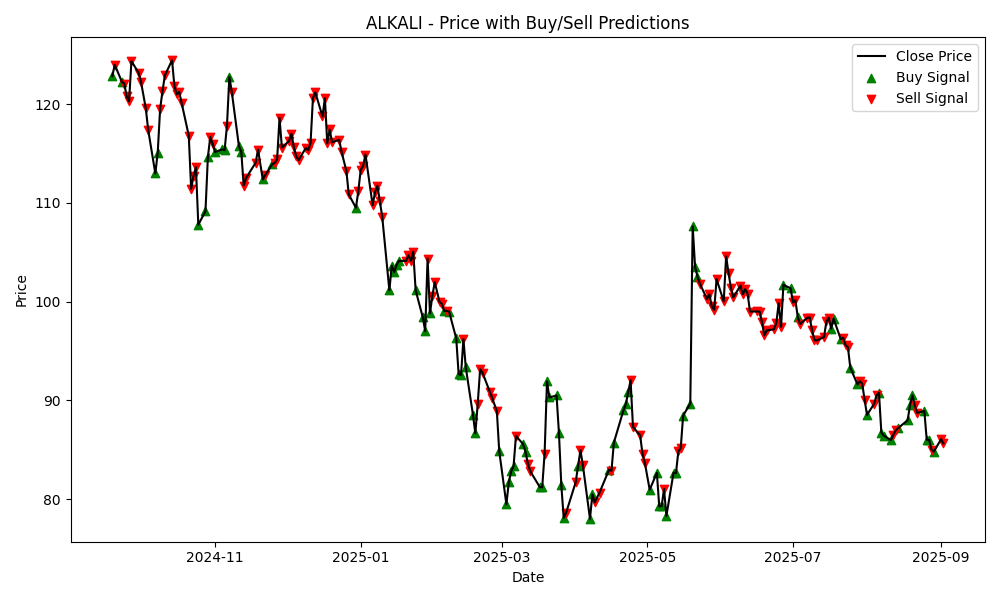 ALKALI - Price with Buy/Sell Predictions
Close Price
Buy Signal
Sell Signal
Price
120
110
100
90
80
2024-11
2025-01
2025-03
2025-05
2025-07
2025-09
Date